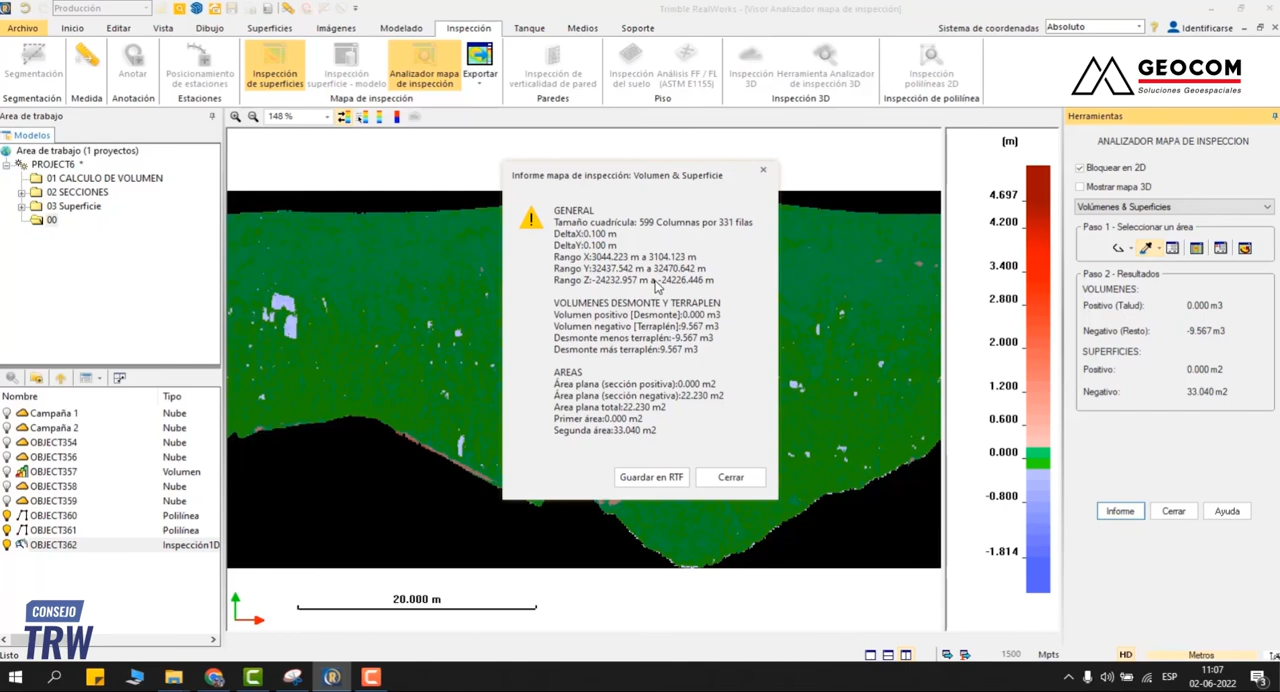 Producción
Trimble RealWorks - [Visor Analizador mapa de inspección]
Archivo
Inicio
Editar
Vista
Dibujo
Superficies
Imágenes
Modelado
Inspección
Tanque
Medios
Soporte
Sistema de coordenadas
Absoluto
Identificarse
Segmentación
Anotar
Posicionamiento de estaciones
Inspección de superficies
Inspección superficie - modelo
Analizador mapa de inspección
Exportar
Inspección de verticalidad de pared
Inspección del suelo
Análisis FF / FL (ASTM E1155)
Inspección 3D
Herramienta Analizador de inspección 3D
Inspección polilíneas 2D
Segmentación
Medida
Anotación
Estaciones
Mapa de inspección
Paredes
Piso
Inspección 3D
Inspección de polilínea
GEOCOM
Soluciones Geoespaciales
Area de trabajo
Modelos
Area de trabajo (1 proyectos)
PROJECT6 *
01 CALCULO DE VOLUMEN
02 SECCIONES
03 Superficie
00
Nombre Tipo
Campaña 1 Nube
Campaña 2 Nube
OBJECT354 Nube
OBJECT356 Nube
OBJECT357 Volumen
OBJECT358 Nube
OBJECT359 Nube
OBJECT360 Polilínea
OBJECT361 Polilínea
OBJECT362 Inspección1D
148 %
Informe mapa de inspección: Volumen & Superficie
GENERAL
Tamaño cuadrícula: 599 Columnas por 331 filas
DeltaX:0.100 m
DeltaY:0.100 m
Rango X:3044.223 m a 3104.123 m
Rango Y:32437.542 m a 32470.642 m
Rango Z:-24232.957 m a -24226.446 m
VOLUMENES DESMONTE Y TERRAPLEN
Volumen positivo [Desmonte]:0.000 m3
Volumen negativo [Terraplén]:9.567 m3
Desmonte menos terraplén:-9.567 m3
Desmonte más terraplén:9.567 m3
AREAS
Área plana (sección positiva):0.000 m2
Área plana (sección negativa):22.230 m2
Area plana total:22.230 m2
Primer área:0.000 m2
Segunda área:33.040 m2
Guardar en RTF
Cerrar
20.000 m
[m]
4.697
4.200
3.400
2.800
2.000
1.200
0.600
0.000
-0.800
-1.814
Herramientas
ANALIZADOR MAPA DE INSPECCION
Bloquear en 2D
Mostrar mapa 3D
Volúmenes & Superficies
Paso 1 - Seleccionar un área
Paso 2 - Resultados
VOLUMENES:
Positivo (Talud): 0.000 m3
Negativo (Resto): -9.567 m3
SUPERFICIES:
Positivo: 0.000 m2
Negativo: 33.040 m2
Informe
Cerrar
Ayuda
CONSEJO
TRW
Listo
1500 Mpts
HD
Metros
ESP
11:07
02-06-2022
3